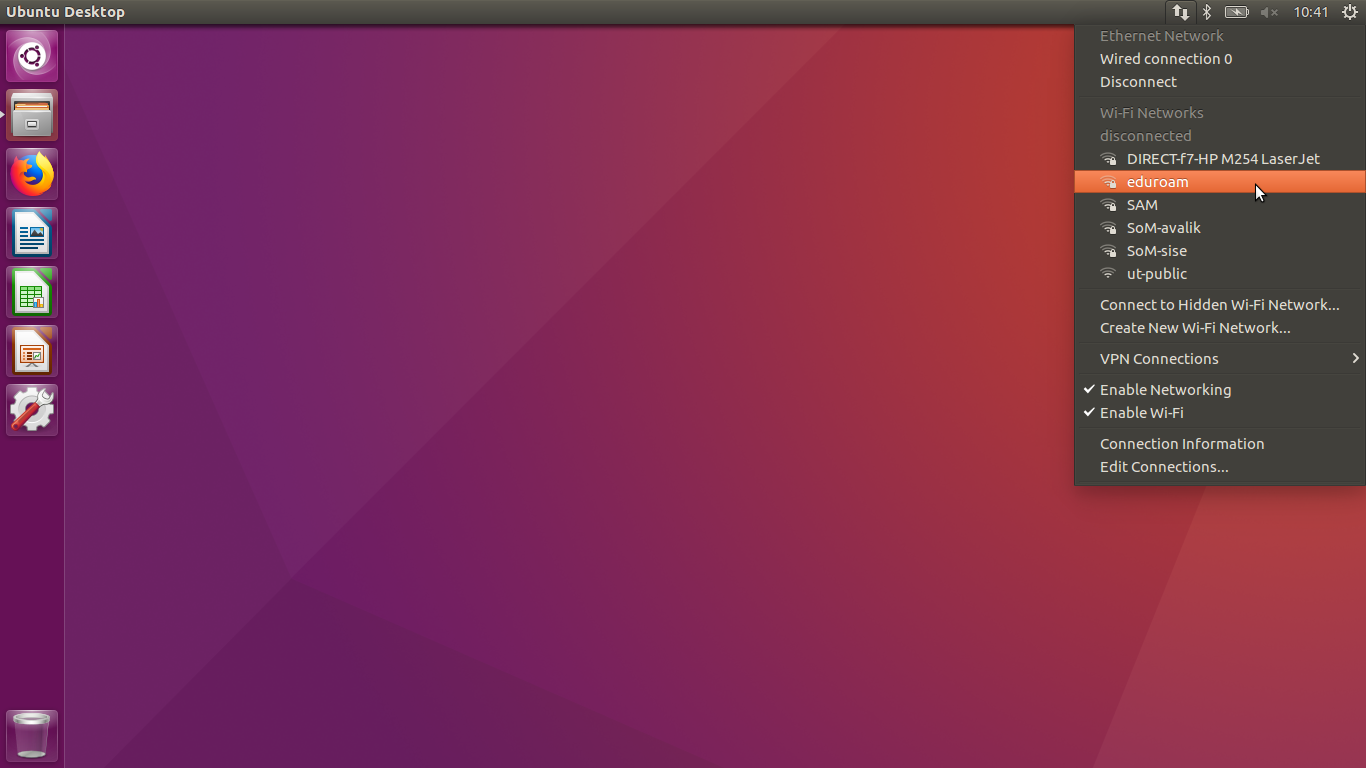 Ubuntu Desktop
10:41
Ethernet Network
Wired connection 0
Disconnect
Wi-Fi Networks
disconnected
DIRECT-f7-HP M254 LaserJet
eduroam
SAM
SoM-avalik
SoM-sise
ut-public
Connect to Hidden Wi-Fi Network...
Create New Wi-Fi Network...
VPN Connections
Enable Networking
Enable Wi-Fi
Connection Information
Edit Connections...